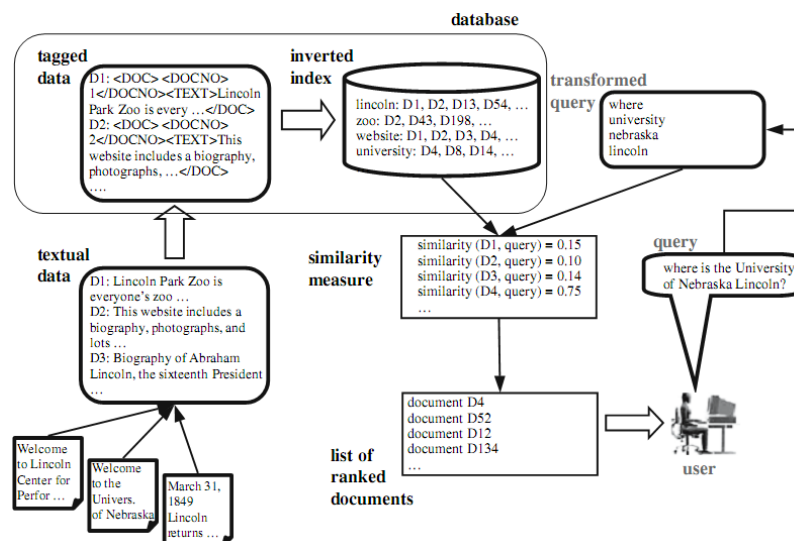 database
tagged
data
D1: <DOC> <DOCNO>
1</DOCNO><TEXT>Lincoln
Park Zoo is every …</DOC>
D2: <DOC> <DOCNO>
2</DOCNO><TEXT>This
website includes a biography,
photographs, …</DOC>
….
inverted
index
lincoln: D1, D2, D13, D54, …
zoo: D2, D43, D198, …
website: D1, D2, D3, D4, …
university: D4, D8, D14, …
transformed
query
where
university
nebraska
lincoln
textual
data
D1: Lincoln Park Zoo is
everyone's zoo …
D2: This website includes a
biography, photographs, and
lots …
D3: Biography of Abraham
Lincoln, the sixteenth President
…
similarity
measure
similarity (D1, query) = 0.15
similarity (D2, query) = 0.10
similarity (D3, query) = 0.14
similarity (D4, query) = 0.75
…
query
where is the University
of Nebraska Lincoln?
document D4
document D52
document D12
document D134
…
list of
ranked
documents
user
Welcome
to Lincoln
Center for
Perfor …
Welcome
to the
Univers.
of Nebraska
March 31,
1849
Lincoln
returns …